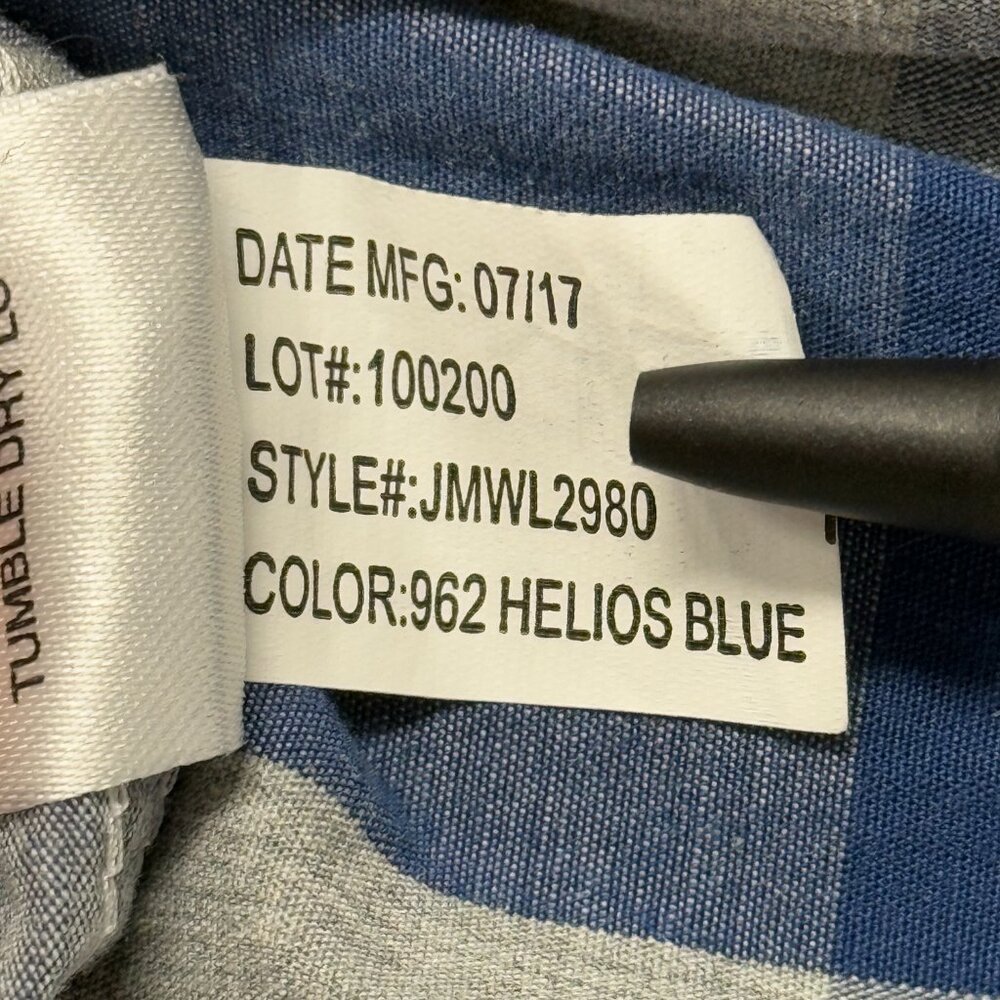 TUMBLE DRY LO
DATE MFG: 07/17
LOT#:100200
STYLE#:JMWL2980
COLOR:962 HELIOS BLUE